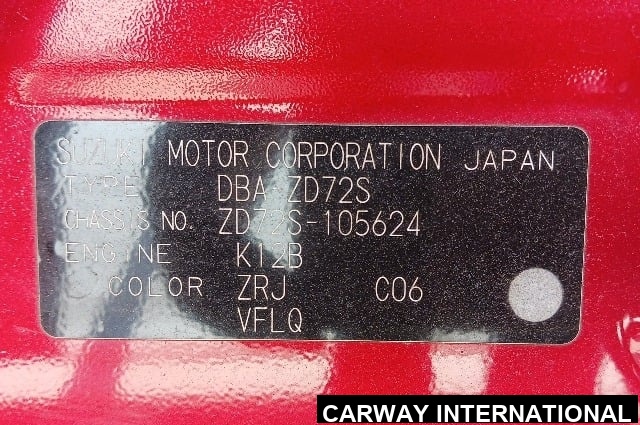 SUZUKI MOTOR CORPORATION JAPAN
TYPE DBA-ZD72S
CHASSIS NO. ZD72S-105624
ENGINE K12B
COLOR ZRJ C06
VFLQ
CARWAY INTERNATIONAL